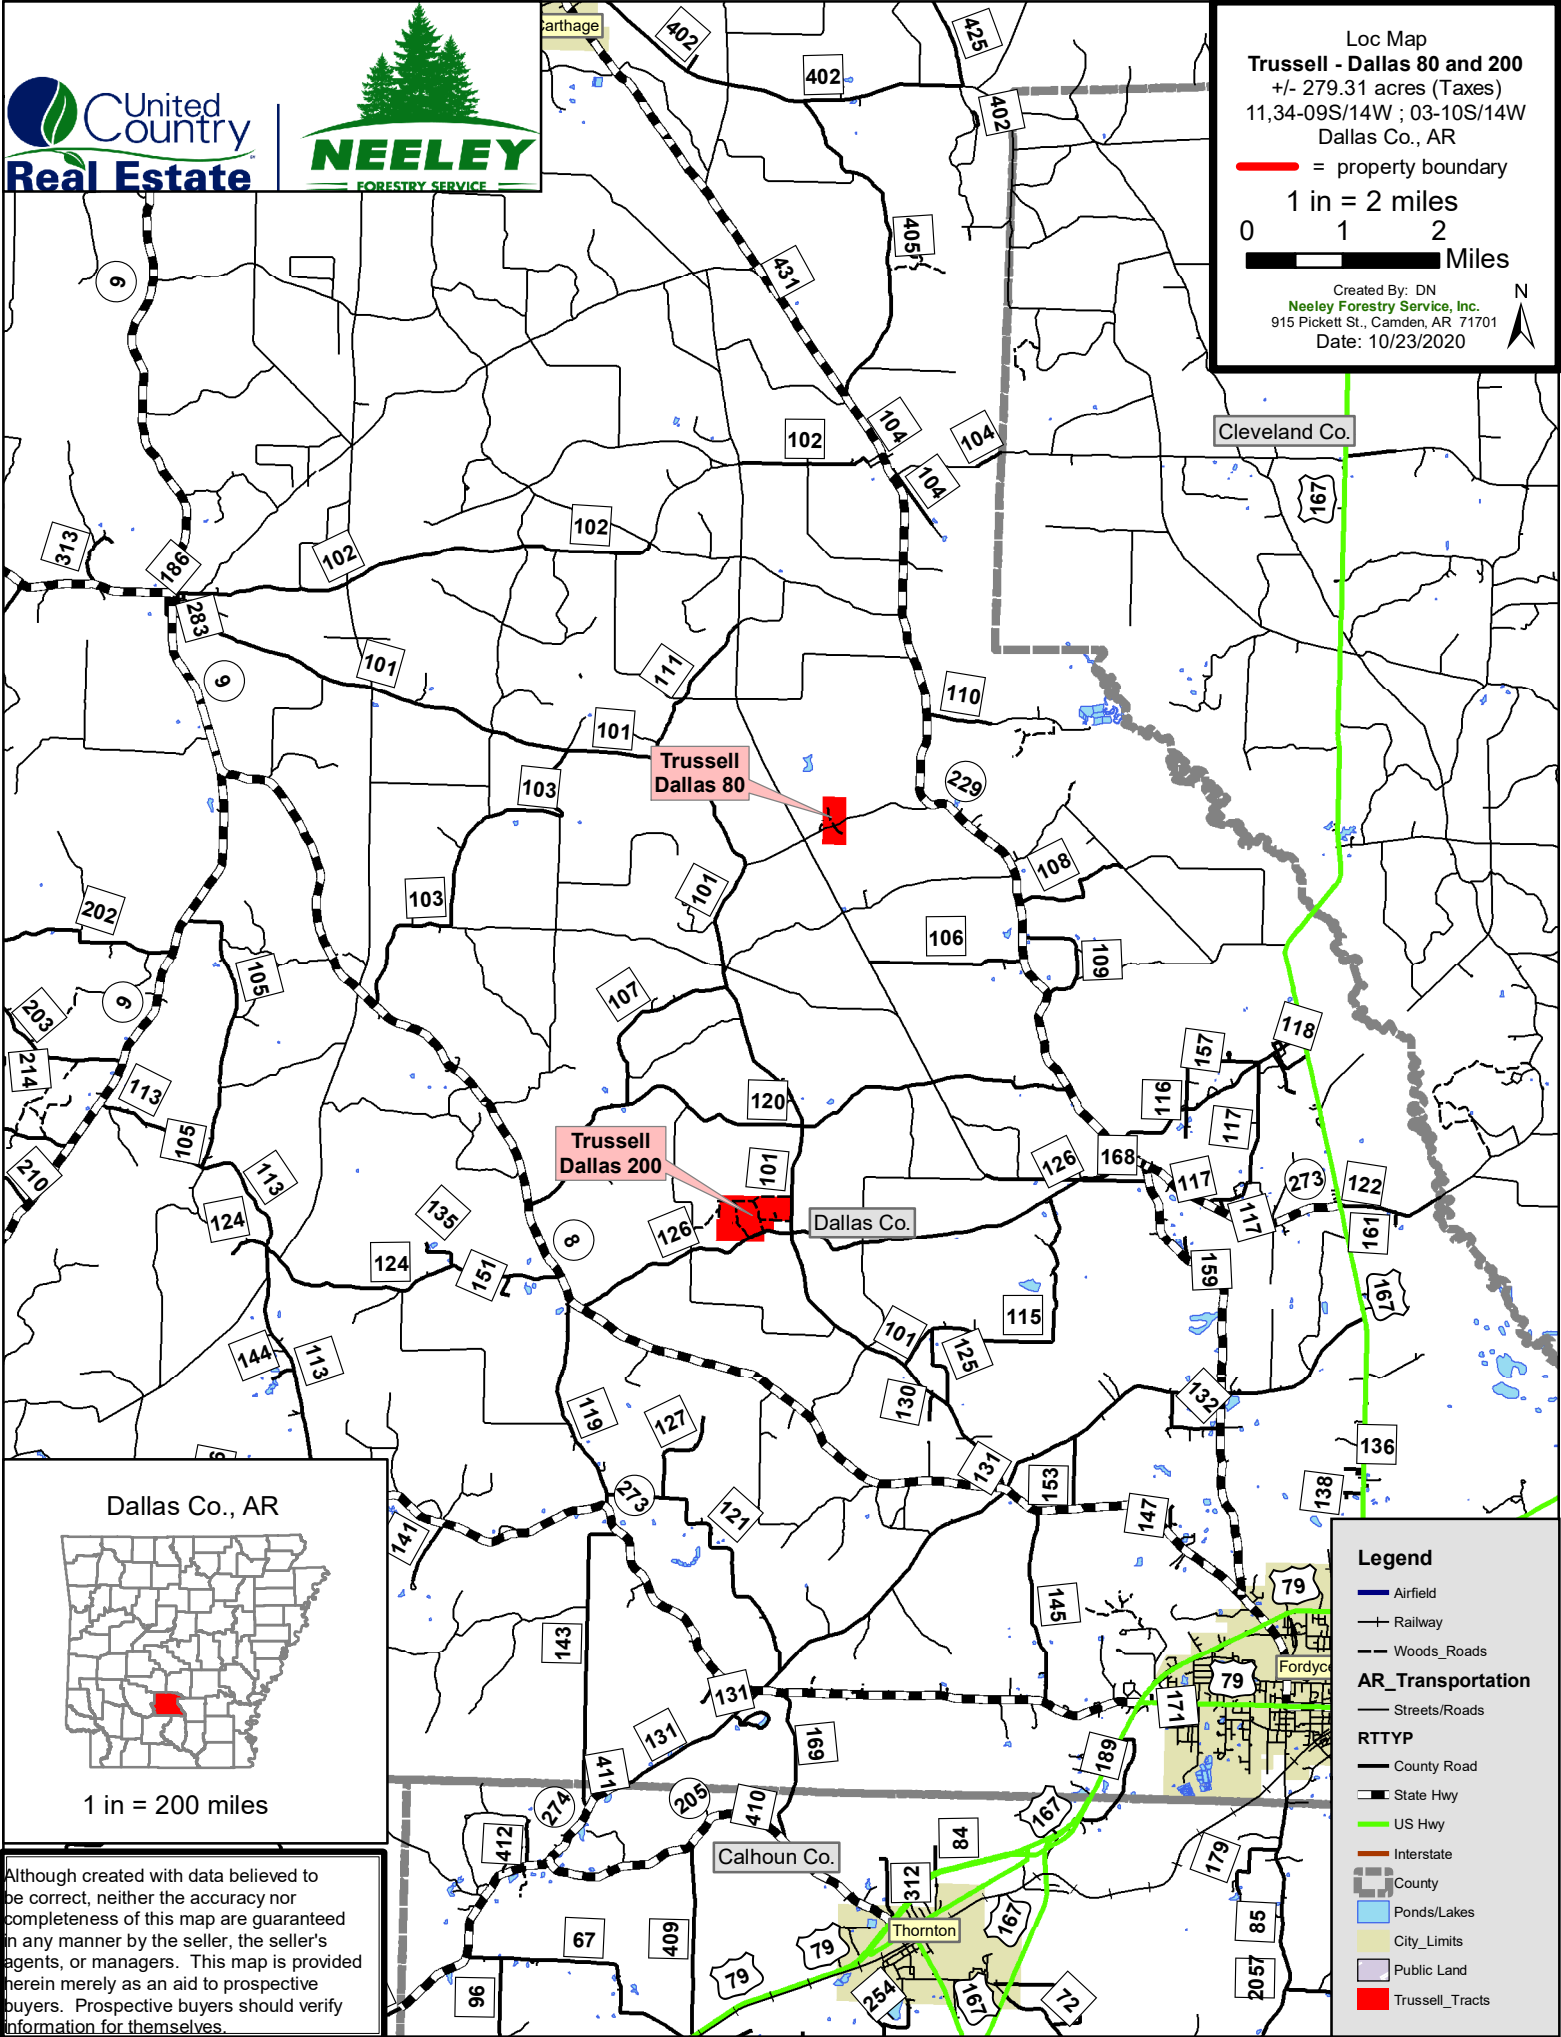 United
Country
Real Estate
NEELEY
FORESTRY SERVICE
Carthage
402
425
402
402
405
431
9
Loc Map
Trussell - Dallas 80 and 200
+/- 279.31 acres (Taxes)
11,34-09S/14W ; 03-10S/14W
Dallas Co., AR
= property boundary
1 in = 2 miles
0 1 2
Miles
Created By: DN
Neeley Forestry Service, Inc.
915 Pickett St., Camden, AR 71701
Date: 10/23/2020
N
102
104
104
104
Cleveland Co.
167
313
186
102
102
283
101
9
111
110
101
Trussell
Dallas 80
103
229
103
101
108
202
106
109
105
107
9
203
118
214
157
113
116
120
117
105
Trussell
Dallas 200
101
126
168
210
113
117
273
122
124
135
126
Dallas Co.
117
161
8
124
151
159
167
115
101
125
144
113
130
132
119
127
131
136
153
138
273
121
147
141
Dallas Co., AR
1 in = 200 miles
145
79
143
Fordyce
79
131
171
131
169
189
411
274
205
410
167
412
84
Calhoun Co.
179
312
Thornton
167
67
409
79
85
79
96
254
167
72
2057
Legend
Airfield
Railway
Woods_Roads
AR_Transportation
Streets/Roads
RTTYP
County Road
State Hwy
US Hwy
Interstate
County
Ponds/Lakes
City_Limits
Public Land
Trussell_Tracts
Although created with data believed to
be correct, neither the accuracy nor
completeness of this map are guaranteed
in any manner by the seller, the seller's
agents, or managers. This map is provided
herein merely as an aid to prospective
buyers. Prospective buyers should verify
information for themselves.